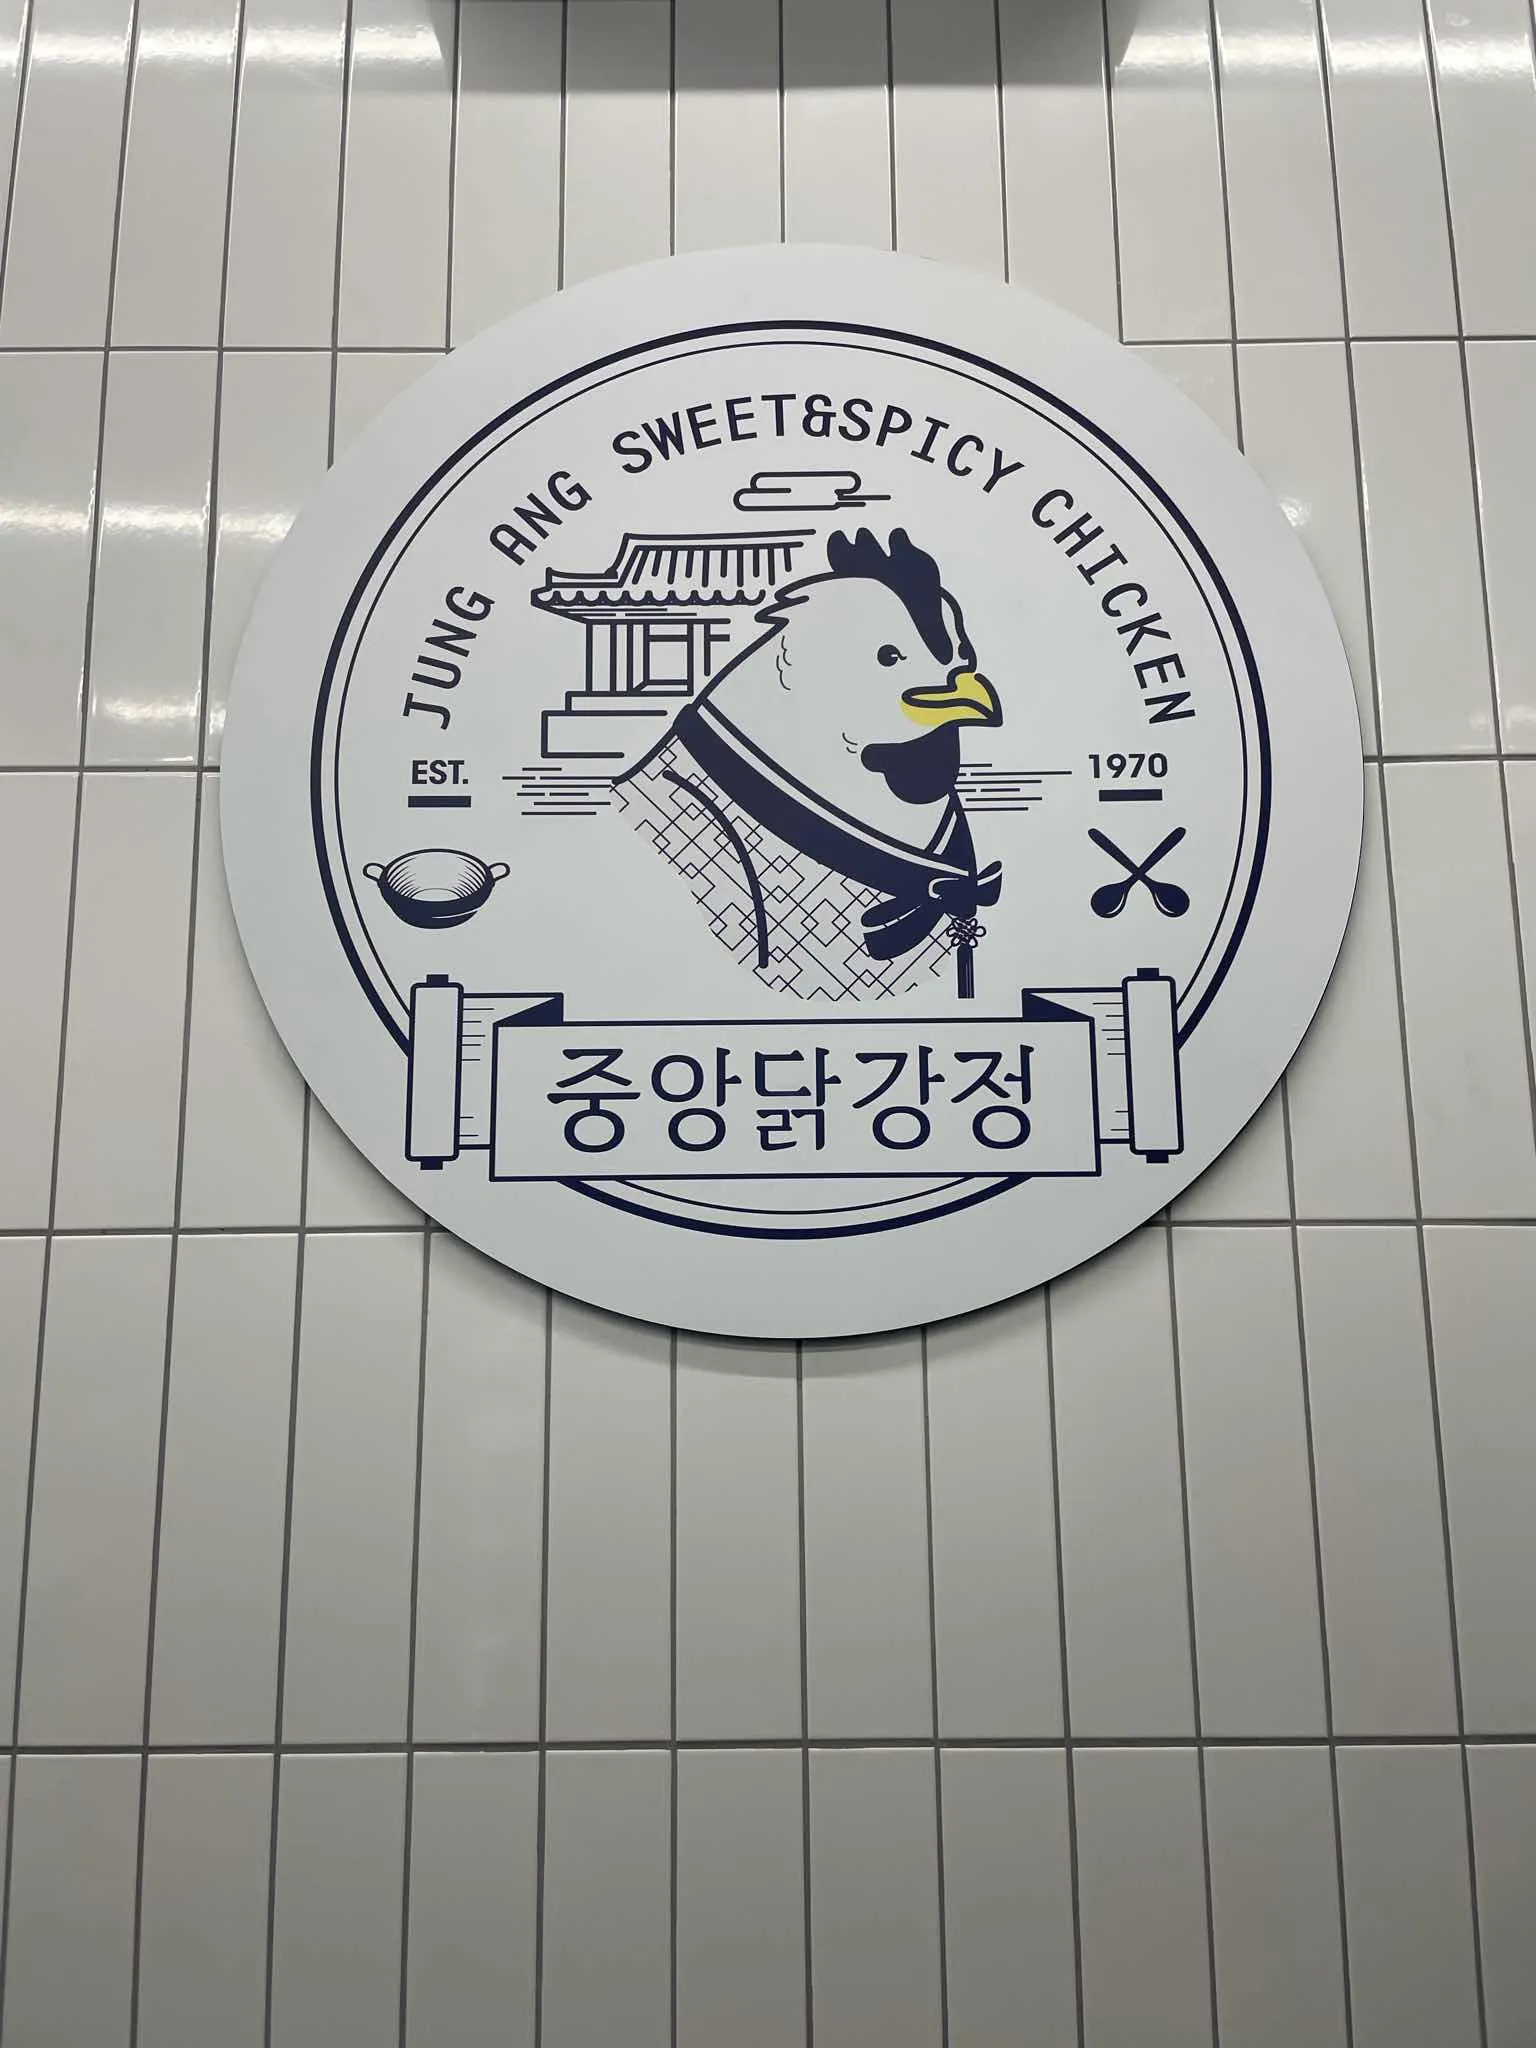 JUNG ANG SWEET&SPICY CHICKEN
EST. 1970
중앙닭강정